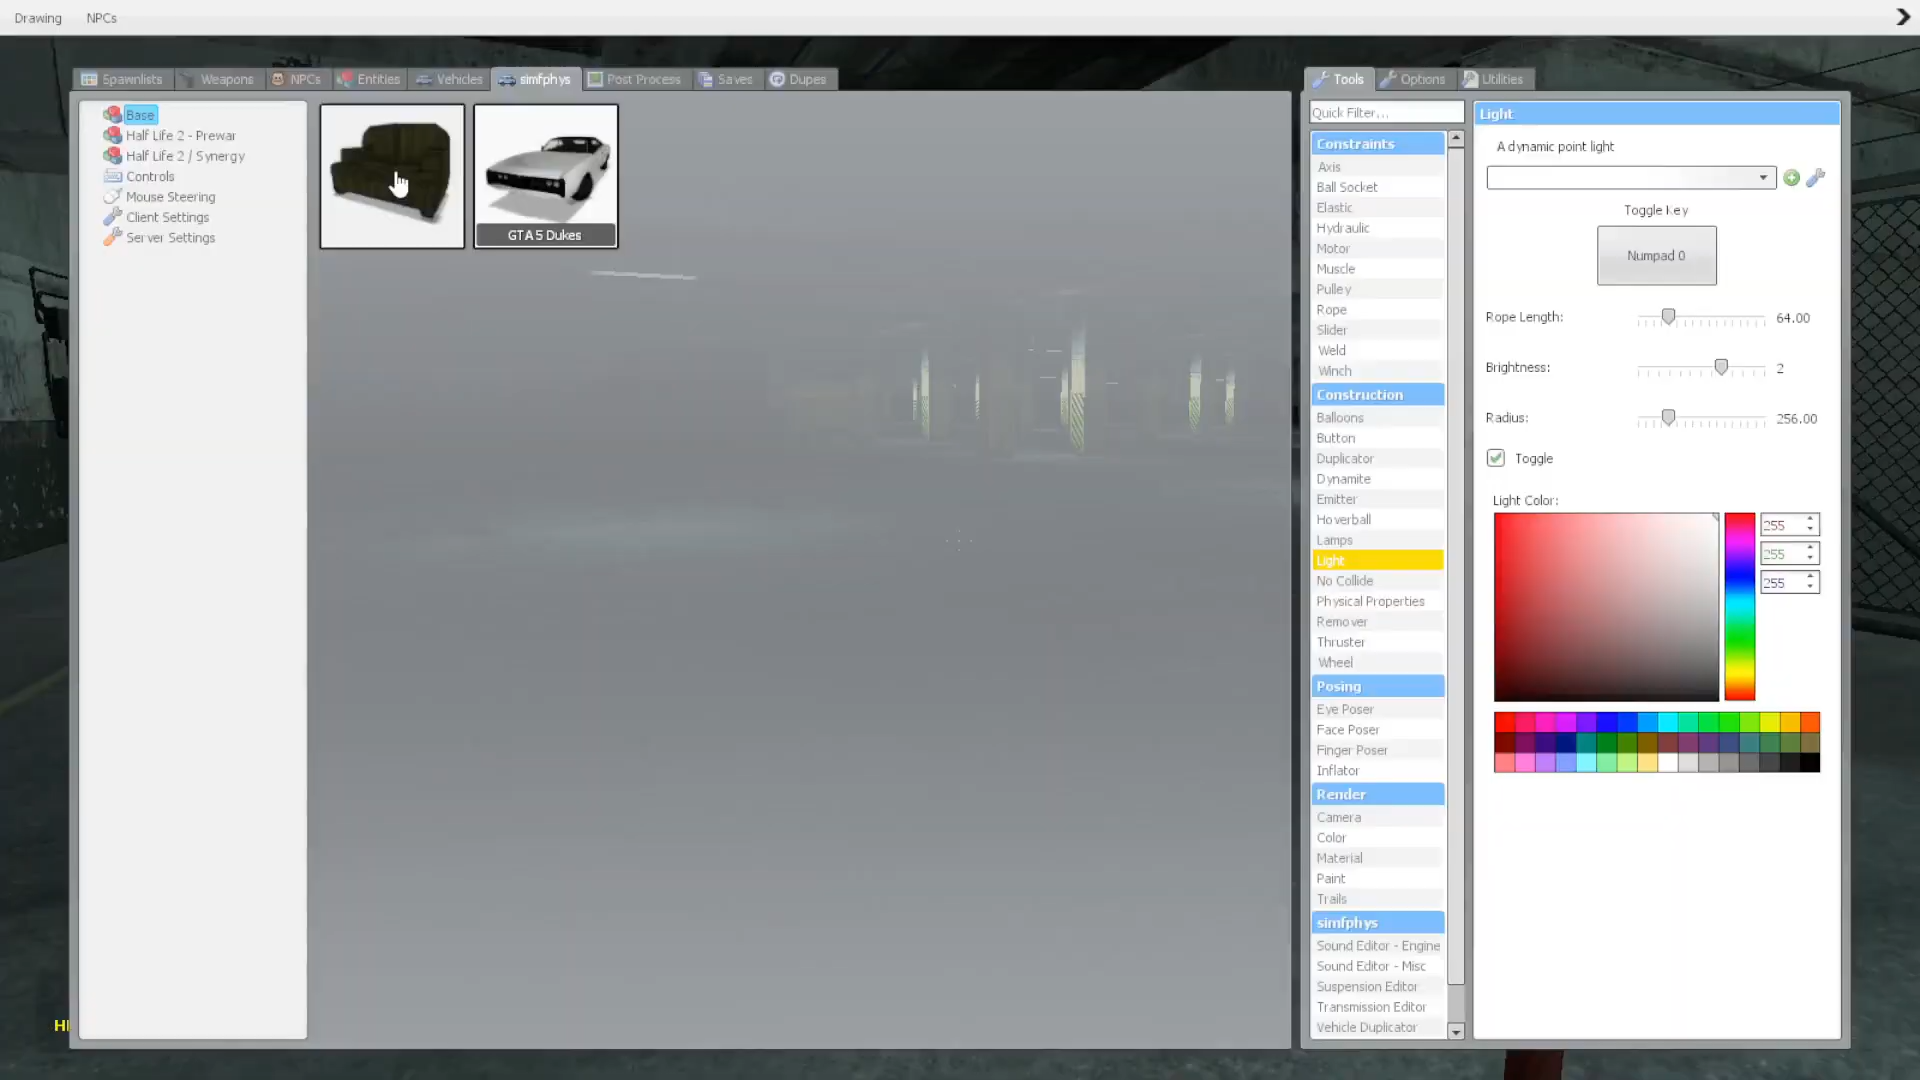 Drawing NPCs
Spawnlists Weapons NPCs Entities Vehicles simfphys Post Process Saves Dupes
Base
Half Life 2 - Prewar
Half Life 2 / Synergy
Controls
Mouse Steering
Client Settings
Server Settings
GTA 5 Dukes
Tools Options Utilities
Quick Filter...
Constraints
Axis
Ball Socket
Elastic
Hydraulic
Motor
Muscle
Pulley
Rope
Slider
Weld
Winch
Construction
Balloons
Button
Duplicator
Dynamite
Emitter
Hoverball
Lamps
Light
No Collide
Physical Properties
Remover
Thruster
Wheel
Posing
Eye Poser
Face Poser
Finger Poser
Inflator
Render
Camera
Color
Material
Paint
Trails
simfphys
Sound Editor - Engine
Sound Editor - Misc
Suspension Editor
Transmission Editor
Vehicle Duplicator
Light
A dynamic point light
Toggle Key
Numpad 0
Rope Length: 64.00
Brightness: 2
Radius: 256.00
Toggle
Light Color:
255
255
255